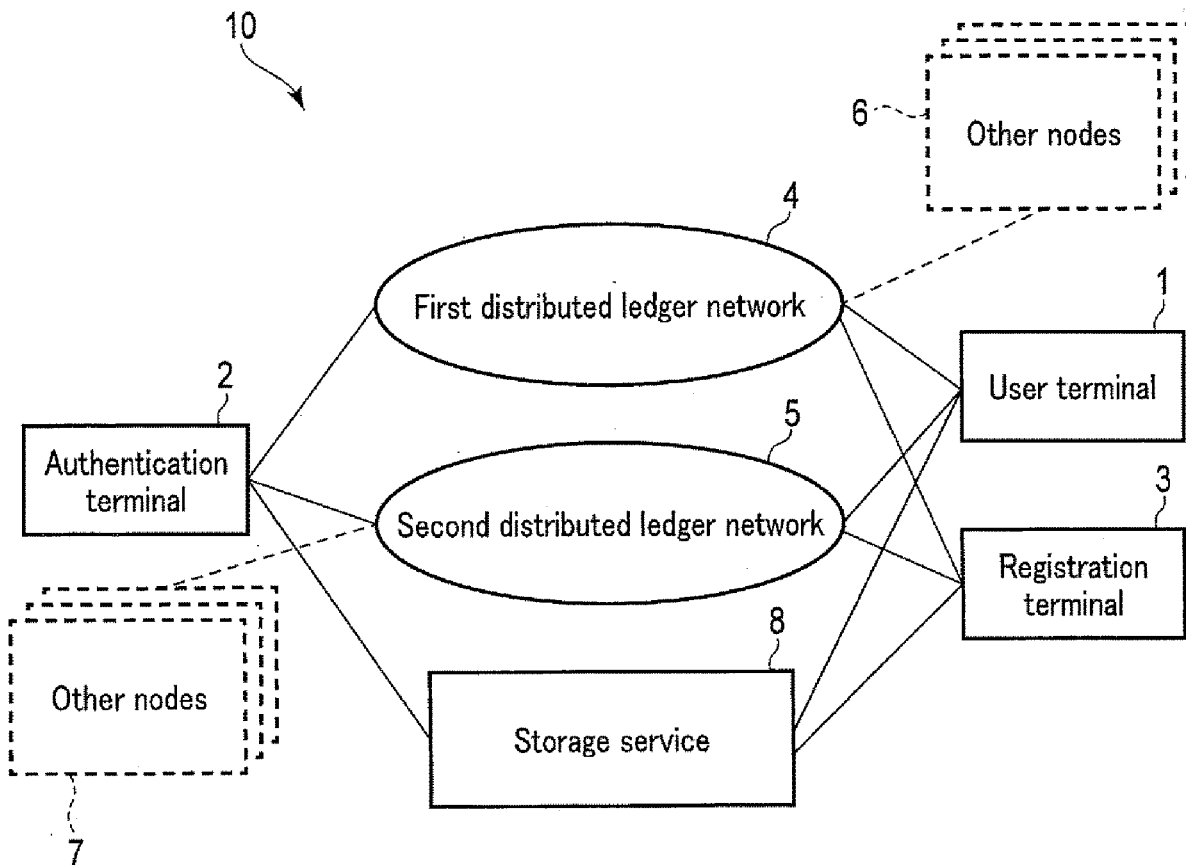 10
6
Other nodes
4
First distributed ledger network
1
User terminal
2
Authentication
terminal
5
Second distributed ledger network
3
Registration
terminal
8
Storage service
Other nodes
7